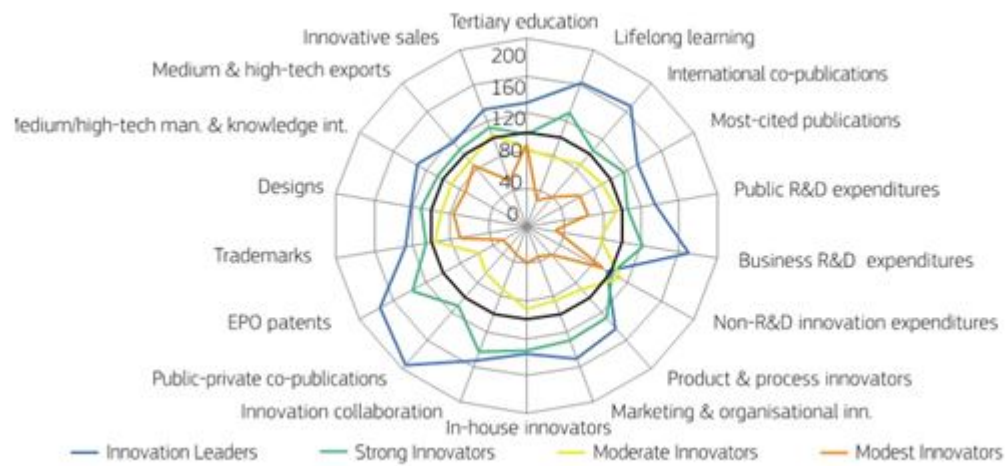 Tertiary education
Innovative sales
Lifelong learning
Medium & high-tech exports
International co-publications
Medium/high-tech man. & knowledge int.
Most-cited publications
Designs
Public R&D expenditures
Trademarks
Business R&D expenditures
EPO patents
Non-R&D innovation expenditures
Public-private co-publications
Product & process innovators
Innovation collaboration
Marketing & organisational inn.
In-house innovators
200
160
120
80
40
0
Innovation Leaders
Strong Innovators
Moderate Innovators
Modest Innovators